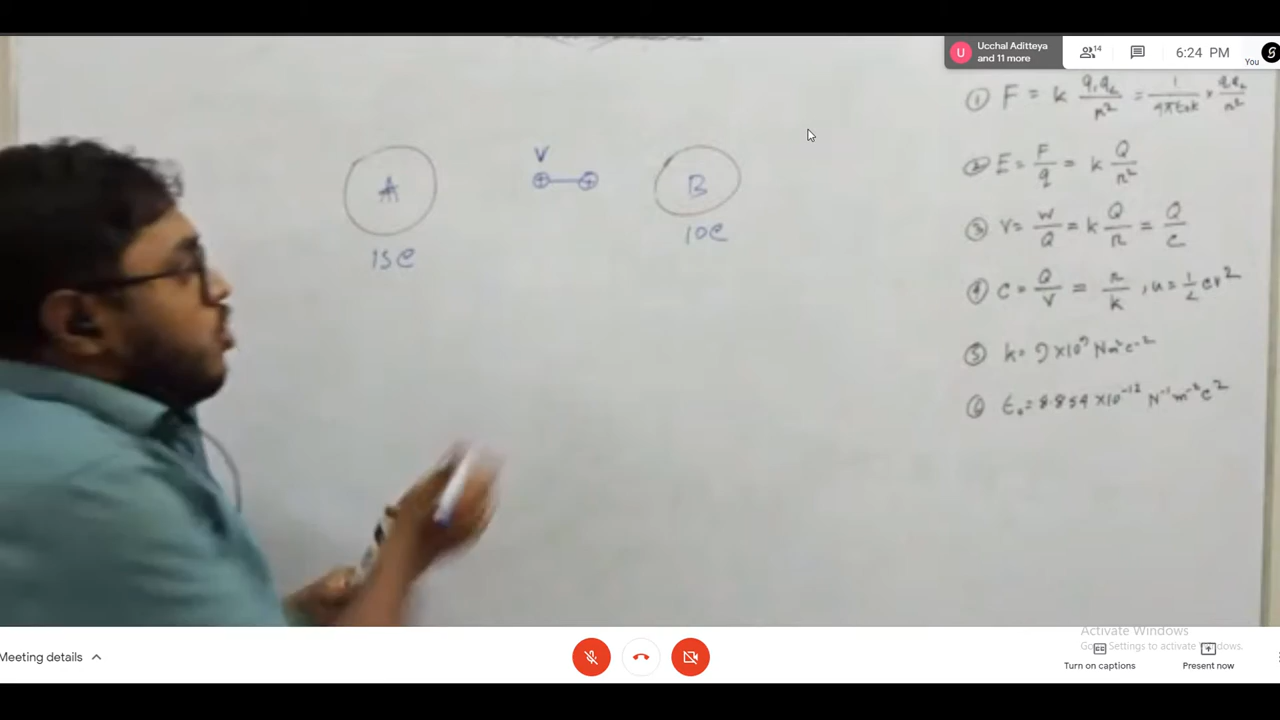 Ucchal Aditteya
and 11 more
14
6:24 PM
You
① F = k q₁q₂/r² = 1/4πε₀k × q₁q₂/r²
② E = F/q = k Q/r²
③ V = W/Q = k Q/r = Q/C
④ C = Q/V = r/k , u = 1/2 CV²
⑤ k = 9×10⁹ Nm²C⁻²
⑥ ε₀ = 8.854×10⁻¹² N⁻¹m⁻²C²
V
A
B
15C
10C
Meeting details
Activate Windows
Go to Settings to activate Windows.
Turn on captions
Present now